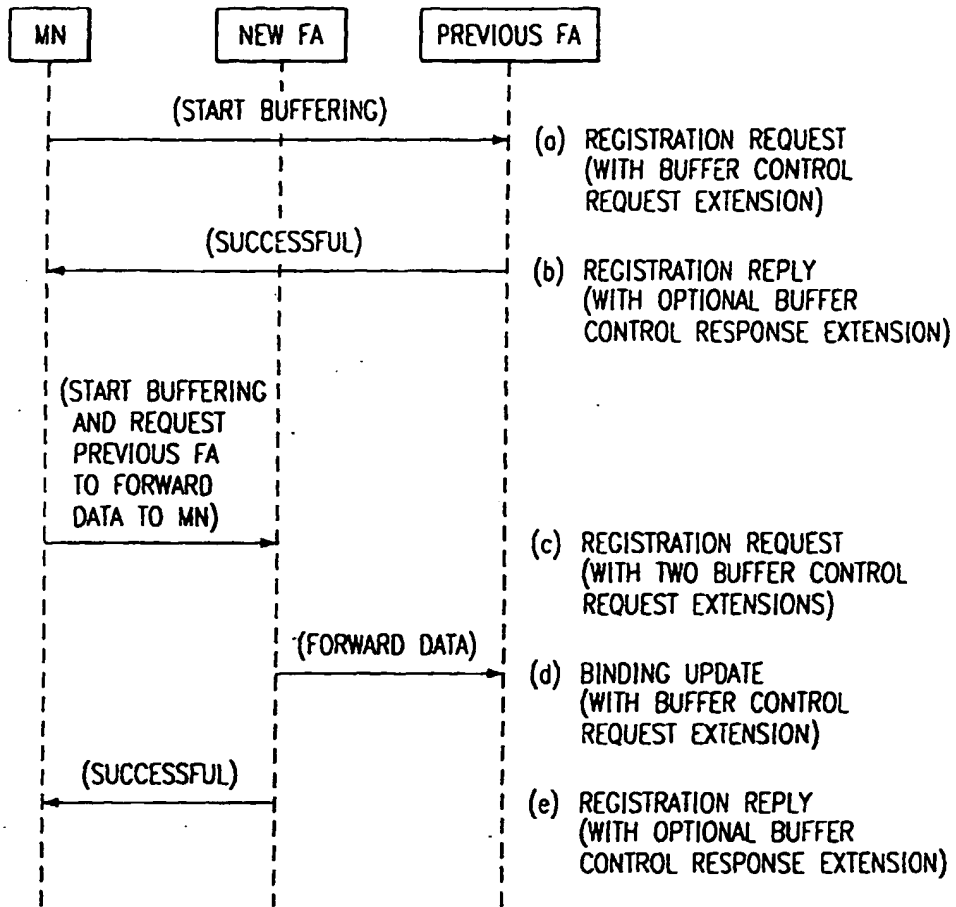 MN
NEW FA
PREVIOUS FA
(START BUFFERING)
(a) REGISTRATION REQUEST
(WITH BUFFER CONTROL
REQUEST EXTENSION)
(SUCCESSFUL)
(b) REGISTRATION REPLY
(WITH OPTIONAL BUFFER
CONTROL RESPONSE EXTENSION)
(START BUFFERING
AND REQUEST
PREVIOUS FA
TO FORWARD
DATA TO MN)
(c) REGISTRATION REQUEST
(WITH TWO BUFFER CONTROL
REQUEST EXTENSIONS)
(FORWARD DATA)
(d) BINDING UPDATE
(WITH BUFFER CONTROL
REQUEST EXTENSION)
(SUCCESSFUL)
(e) REGISTRATION REPLY
(WITH OPTIONAL BUFFER
CONTROL RESPONSE EXTENSION)